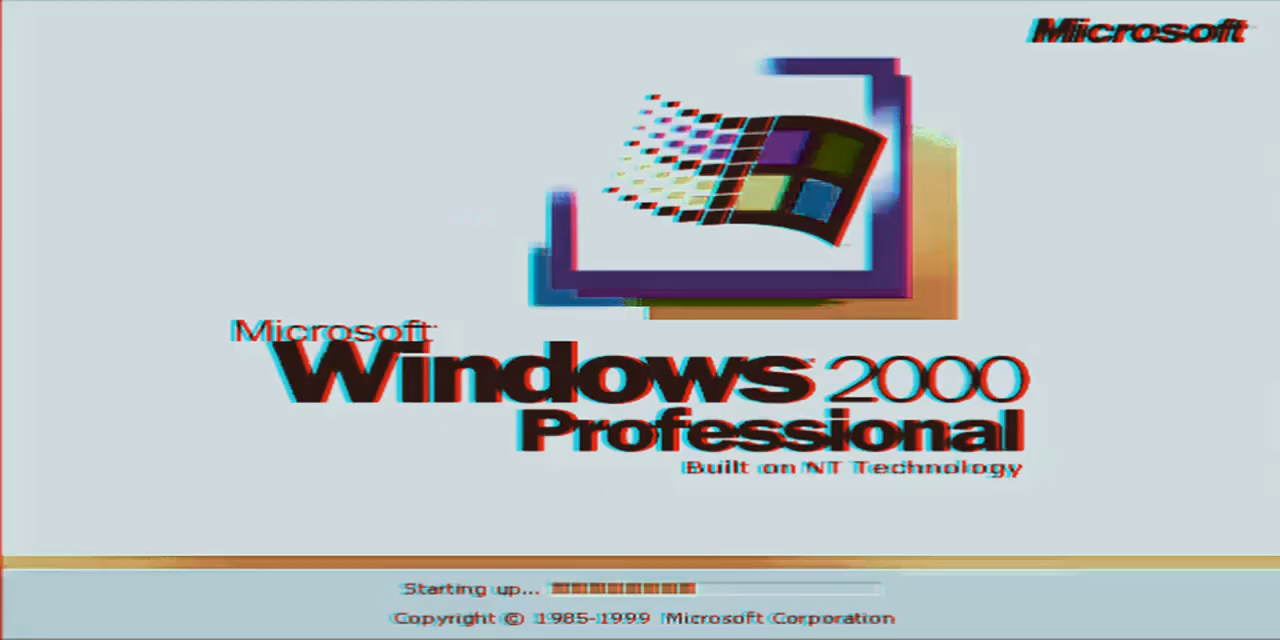 Microsoft
Microsoft
Windows 2000
Professional
Built on NT Technology
Starting up...
Copyright © 1985-1999 Microsoft Corporation